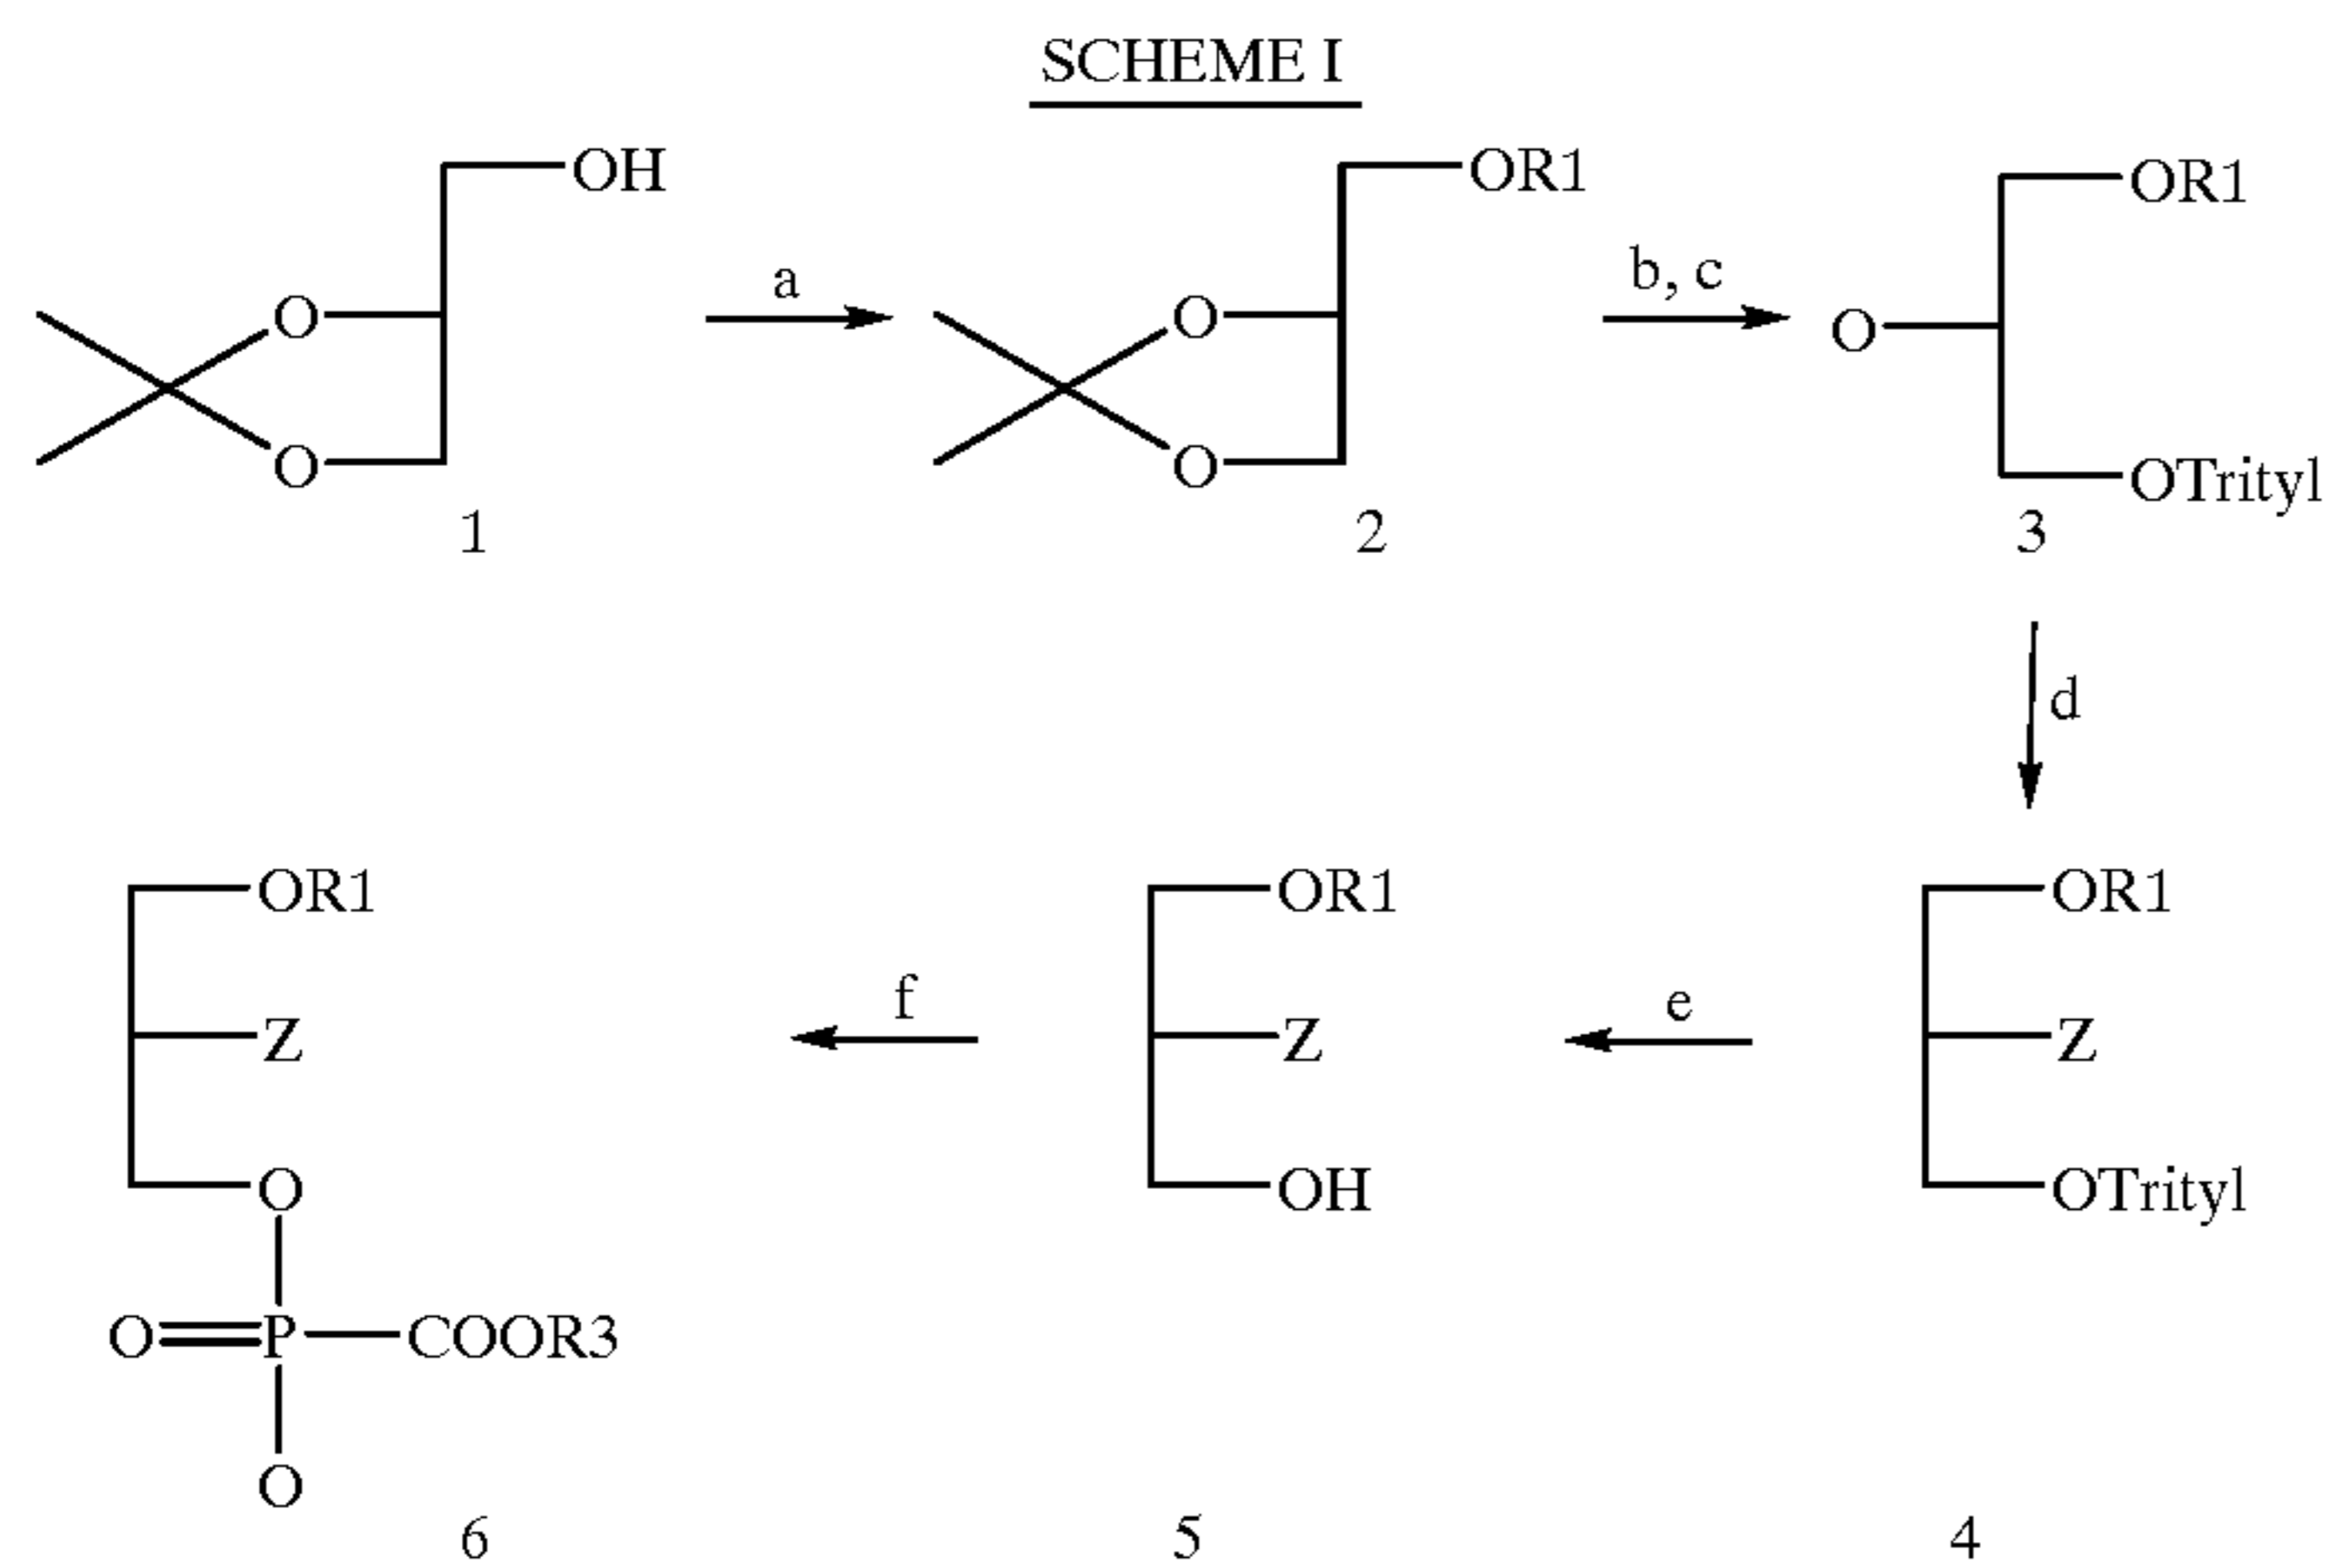 SCHEME I
OH
O
O
1
a
OR1
O
O
2
b, c
OR1
O
OTrityl
3
d
OR1
Z
OTrityl
4
e
OR1
Z
OH
5
f
OR1
Z
O
O P COOR3
O
6